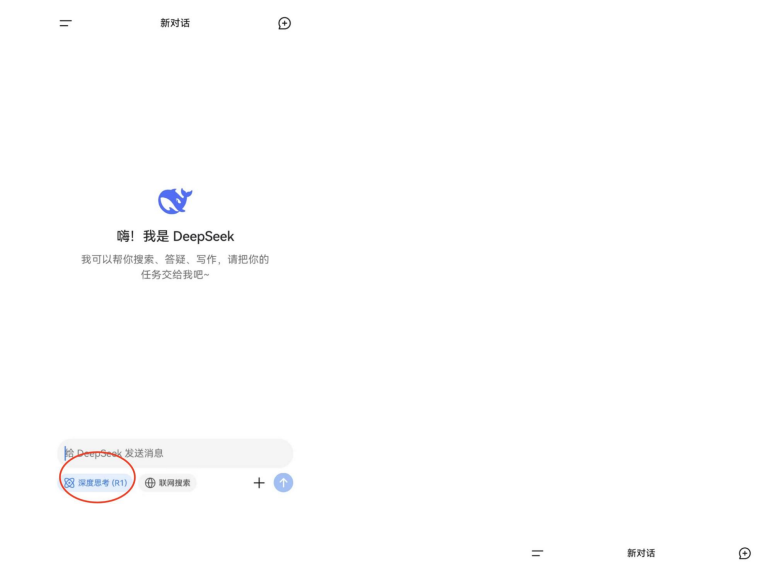 新对话
嗨！我是 DeepSeek
我可以帮你搜索、答疑、写作，请把你的
任务交给我吧~
给 DeepSeek 发送消息
深度思考 (R1)
联网搜索
新对话